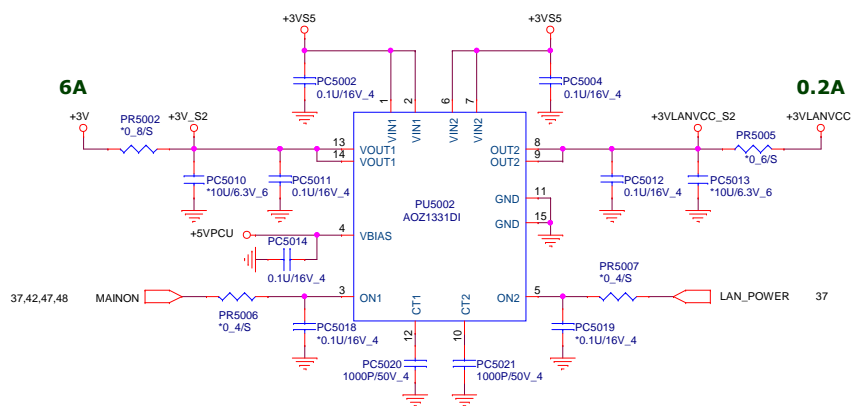 +3VS5
+3VS5
PC5002
0.1U/16V_4
PC5004
0.1U/16V_4
6A
0.2A
+3V
PR5002
*0_8/S
+3V_S2
+3VLANVCC_S2
PR5005
*0_6/S
+3VLANVCC
1
2
6
7
VIN1
VIN1
VIN2
VIN2
13
VOUT1
14
VOUT1
8
OUT2
9
OUT2
PC5010
*10U/6.3V_6
PC5011
0.1U/16V_4
PC5012
0.1U/16V_4
PC5013
*10U/6.3V_6
PU5002
AOZ1331DI
11
GND
15
GND
+5VPCU
4
VBIAS
PC5014
0.1U/16V_4
37,42,47,48
MAINON
PR5006
*0_4/S
3
ON1
5
ON2
PR5007
*0_4/S
LAN_POWER
37
CT1
CT2
12
10
PC5018
*0.1U/16V_4
PC5019
*0.1U/16V_4
PC5020
1000P/50V_4
PC5021
1000P/50V_4